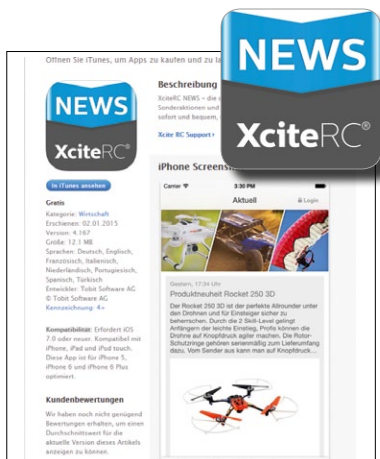 Öffnen Sie iTunes, um Apps zu kaufen und zu la
NEWS
XciteRC®
NEWS
XciteRC®
In iTunes ansehen
Gratis
Kategorie: Wirtschaft
Erschienen: 02.01.2015
Version: 4.167
Größe: 12.1 MB
Sprachen: Deutsch, Englisch,
Französisch, Italienisch,
Niederländisch, Portugiesisch,
Spanisch, Türkisch
Entwickler: Tobit Software AG
© Tobit Software AG
Kennzeichnung: 4+
Kompatibilität: Erfordert iOS
7.0 oder neuer. Kompatibel mit
iPhone, iPad und iPod touch.
Diese App ist für iPhone 5,
iPhone 6 und iPhone 6 Plus
optimiert.
Kundenbewertungen
Wir haben noch nicht genügend
Bewertungen erhalten, um einen
Durchschnittswert für die
aktuelle Version dieses Artikels
anzeigen zu können.
Beschreibung
XciteRC NEWS - die
Sonderaktionen und
sofort und bequem,
Xcite RC Support
iPhone Screens
Carrier 3:30 PM
Aktuell Login
Gestern, 17:34 Uhr
Produktneuheit Rocket 250 3D
Der Rocket 250 3D ist der perfekte Allrounder unter
den Drohnen und für Einsteiger sicher zu
beherrschen. Durch die 2 Skill-Level gelingt
Anfängern der leichte Einstieg, Profis können die
Drohne auf Knopfdruck agiler machen. Die Rotor-
Schutzringe gehören serienmäßig zum Lieferumfang
dazu. Vom Sender aus kann man auf Knopfdruck...